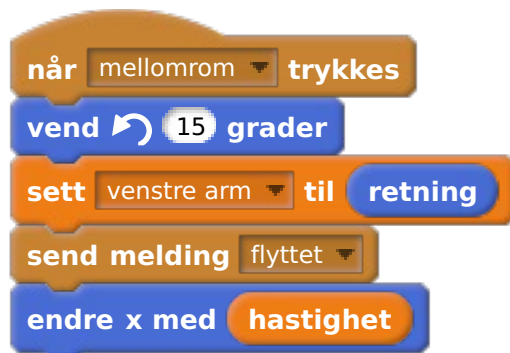 når mellomrom trykkes
vend 15 grader
sett venstre arm til retning
send melding flyttet
endre x med hastighet